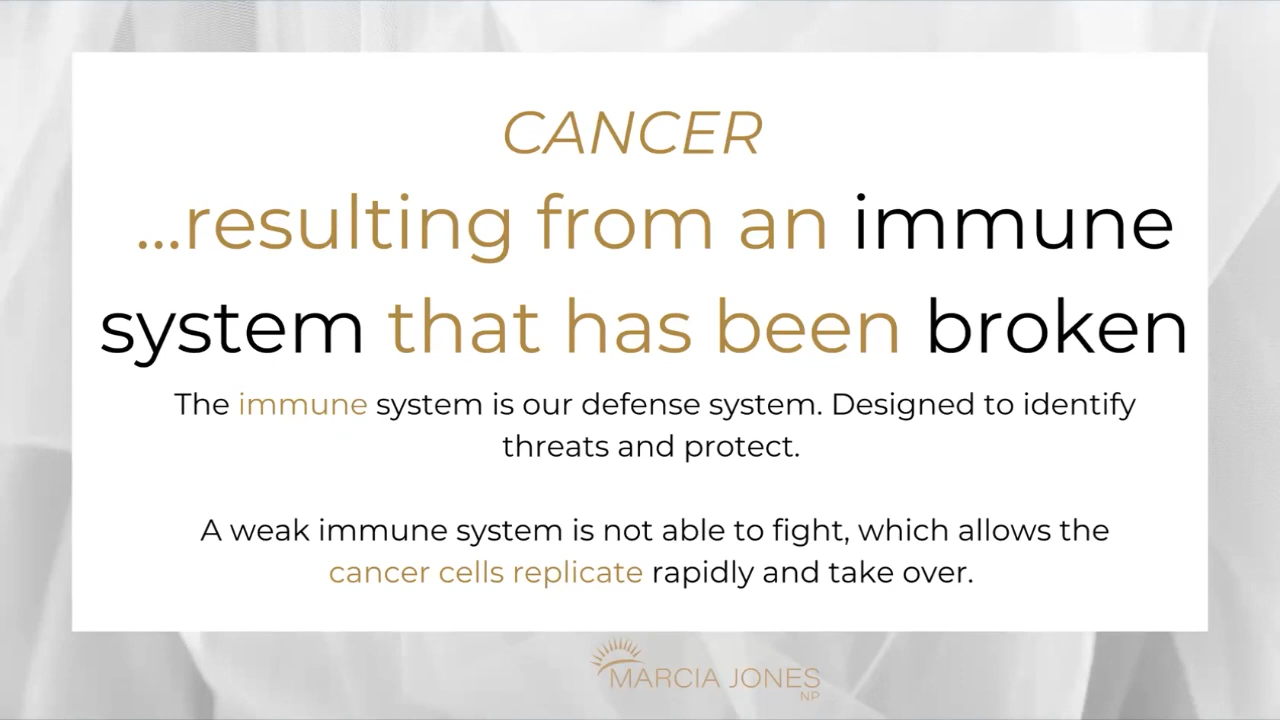 CANCER
...resulting from an immune
system that has been broken
The immune system is our defense system. Designed to identify
threats and protect.
A weak immune system is not able to fight, which allows the
cancer cells replicate rapidly and take over.
MARCIA JONES
NP